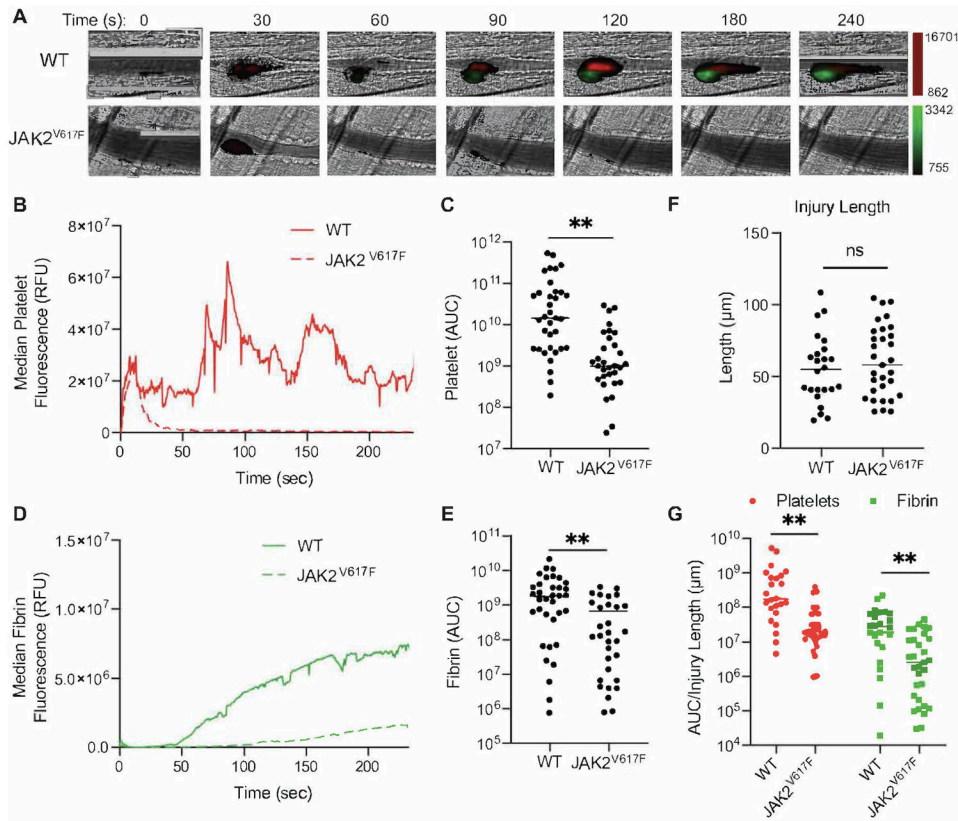 A
Time (s): 0 30 60 90 120 180 240
WT
JAK2V617F
16701
862
3342
755
B
Median Platelet
Fluorescence (RFU)
8×10⁷
6×10⁷
4×10⁷
2×10⁷
0
WT
JAK2 V617F
0 50 100 150 200
Time (sec)
C
**
Platelet (AUC)
10¹²
10¹¹
10¹⁰
10⁹
10⁸
10⁷
WT JAK2V617F
F
Injury Length
ns
Length (µm)
150
100
50
0
WT JAK2V617F
D
Median Fibrin
Fluorescence (RFU)
1.5×10⁷
1.0×10⁷
5.0×10⁶
0.0
WT
JAK2V617F
0 50 100 150 200
Time (sec)
E
**
Fibrin (AUC)
10¹¹
10¹⁰
10⁹
10⁸
10⁷
10⁶
10⁵
WT JAK2V617F
G
Platelets Fibrin
**
**
AUC/Injury Length (µm)
10¹⁰
10⁹
10⁸
10⁷
10⁶
10⁵
10⁴
WT
JAK2V617F
WT
JAK2V617F